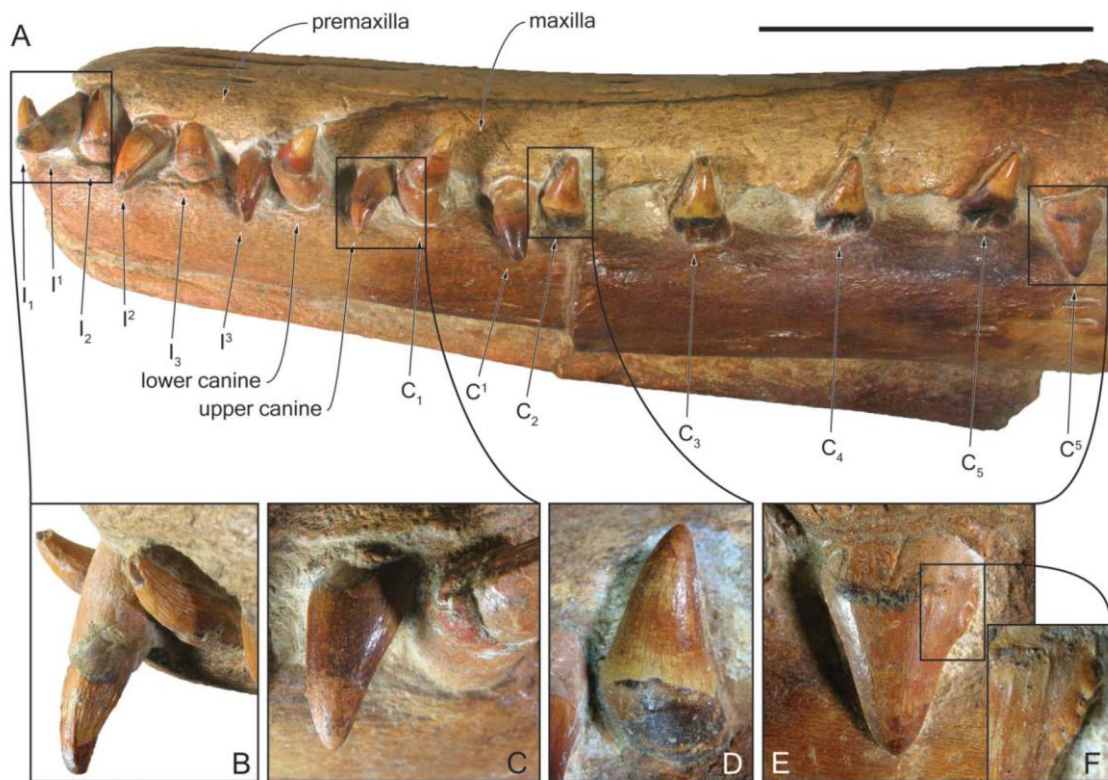 A
premaxilla
maxilla
I₁
I¹
I₂
I²
I₃
I³
lower canine
upper canine
C₁
C¹
C₂
C₃
C₄
C₅
C⁵
B
C
D
E
F